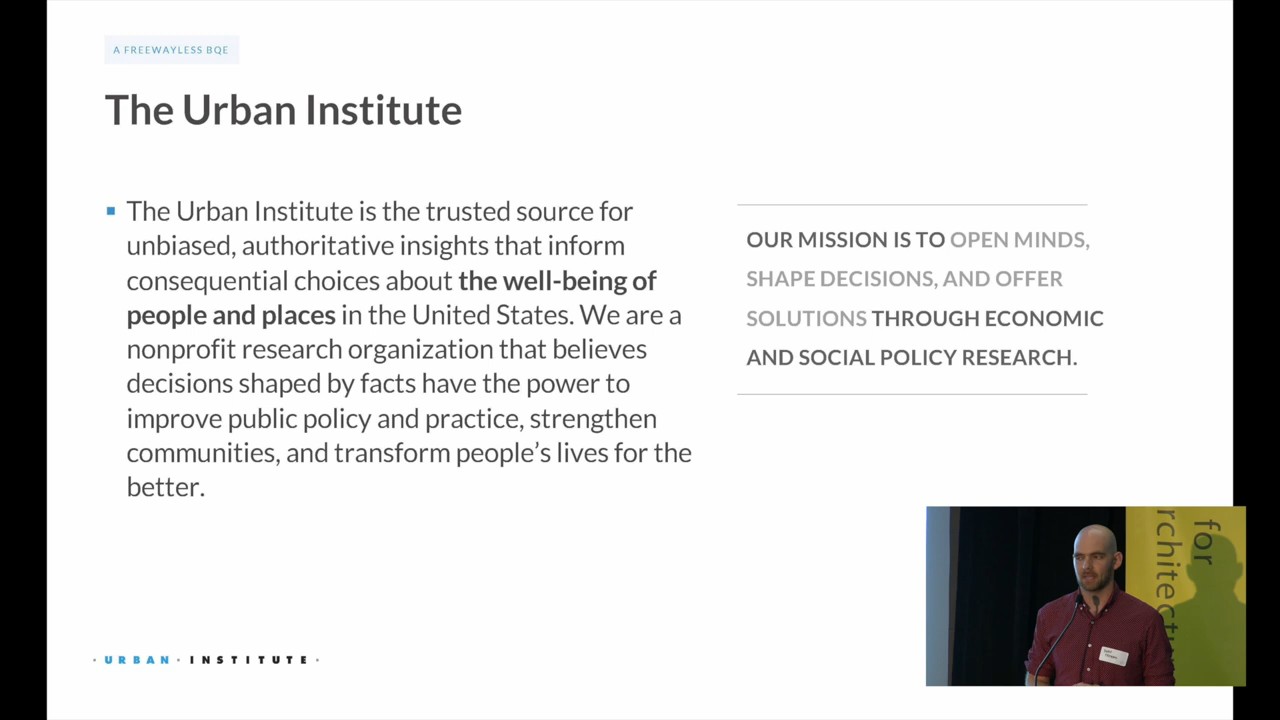 A FREEWAYLESS BQE
The Urban Institute
▪ The Urban Institute is the trusted source for
unbiased, authoritative insights that inform
consequential choices about the well-being of
people and places in the United States. We are a
nonprofit research organization that believes
decisions shaped by facts have the power to
improve public policy and practice, strengthen
communities, and transform people’s lives for the
better.
OUR MISSION IS TO OPEN MINDS,
SHAPE DECISIONS, AND OFFER
SOLUTIONS THROUGH ECONOMIC
AND SOCIAL POLICY RESEARCH.
· URBAN · INSTITUTE ·
for
rchitectu